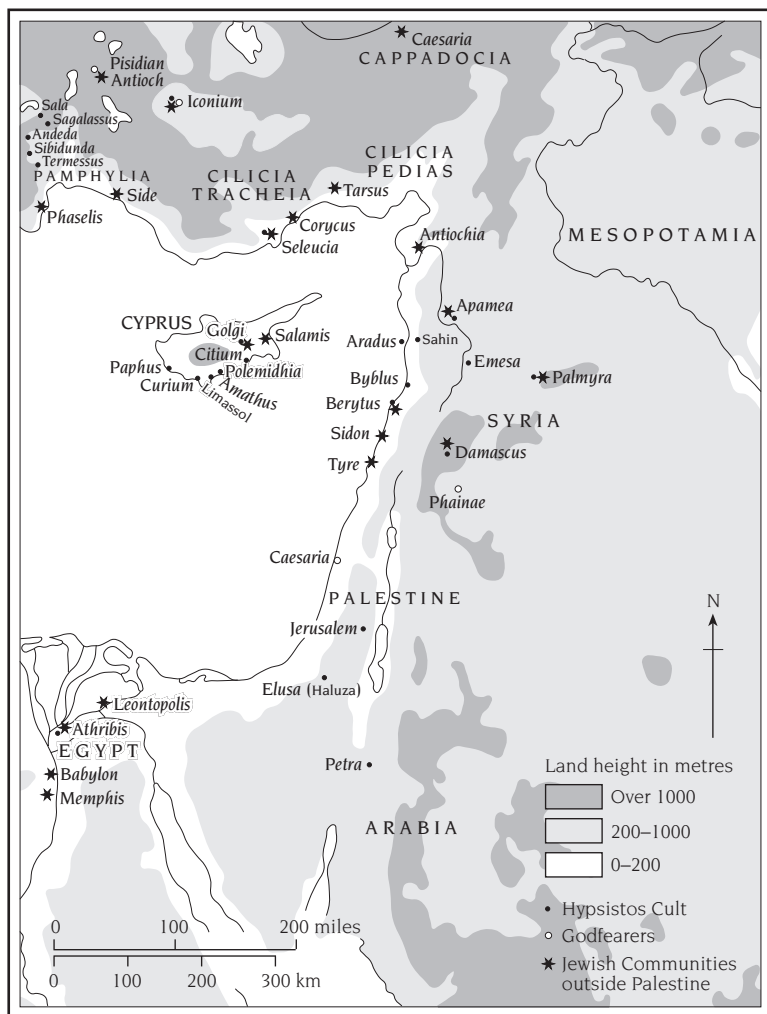 Caesaria
CAPPADOCIA
Pisidian
Antioch
Iconium
Sala
Sagalassus
Andeda
Sibidunda
Termessus
PAMPHYLIA
Side
Phaselis
CILICIA
TRACHEIA
CILICIA
PEDIAS
Tarsus
Corycus
Seleucia
Antiochia
MESOPOTAMIA
Apamea
CYPRUS
Golgi
Salamis
Citium
Paphus
Polemidhia
Curium
Amathus
Limassol
Aradus
Sahin
Emesa
Byblus
Palmyra
Berytus
SYRIA
Sidon
Damascus
Tyre
Phainae
Caesaria
PALESTINE
Jerusalem
N
Elusa (Haluza)
Leontopolis
Athribis
EGYPT
Babylon
Memphis
Petra
ARABIA
Land height in metres
Over 1000
200–1000
0–200
Hypsistos Cult
Godfearers
Jewish Communities
outside Palestine
0 100 200 miles
0 100 200 300 km